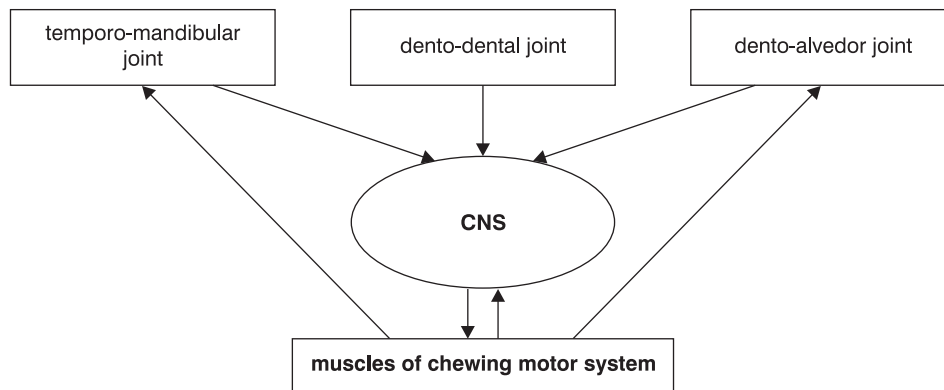 temporo-mandibular
joint
dento-dental joint
dento-alvedor joint
CNS
muscles of chewing motor system